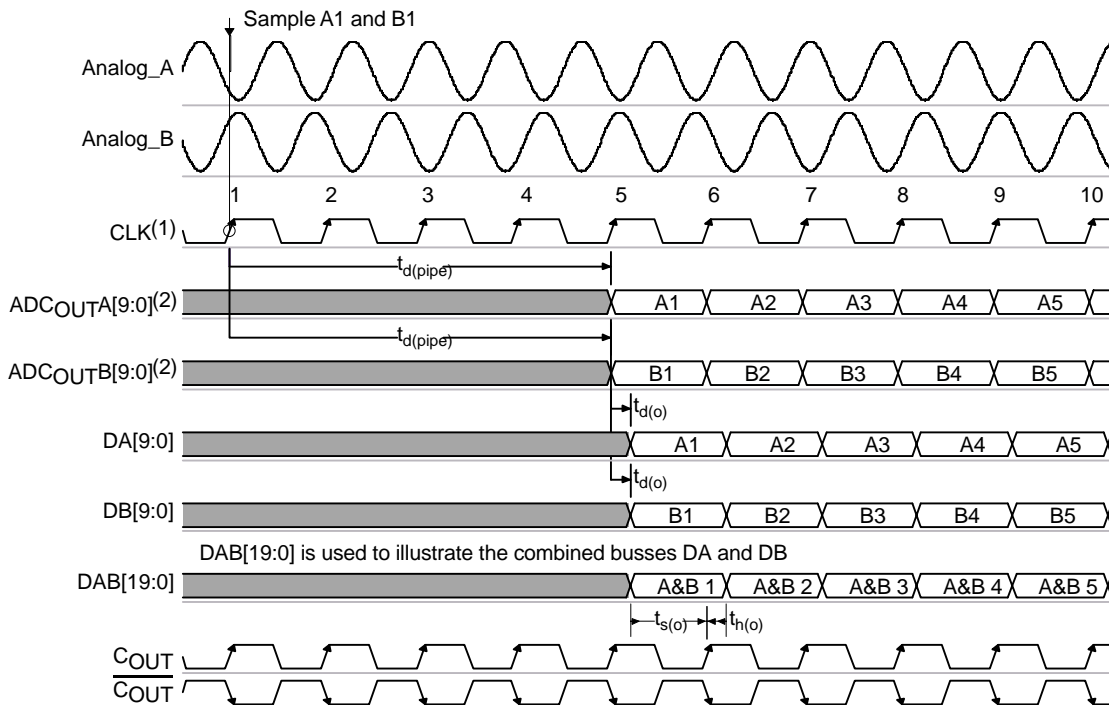 Sample A1 and B1
Analog_A
Analog_B
1 2 3 4 5 6 7 8 9 10
CLK(1)
td(pipe)
ADCOUTA[9:0](2) A1 A2 A3 A4 A5
td(pipe)
ADCOUTB[9:0](2) B1 B2 B3 B4 B5
td(o)
DA[9:0] A1 A2 A3 A4 A5
td(o)
DB[9:0] B1 B2 B3 B4 B5
DAB[19:0] is used to illustrate the combined busses DA and DB
DAB[19:0] A&B 1 A&B 2 A&B 3 A&B 4 A&B 5
ts(o) th(o)
COUT
COUT